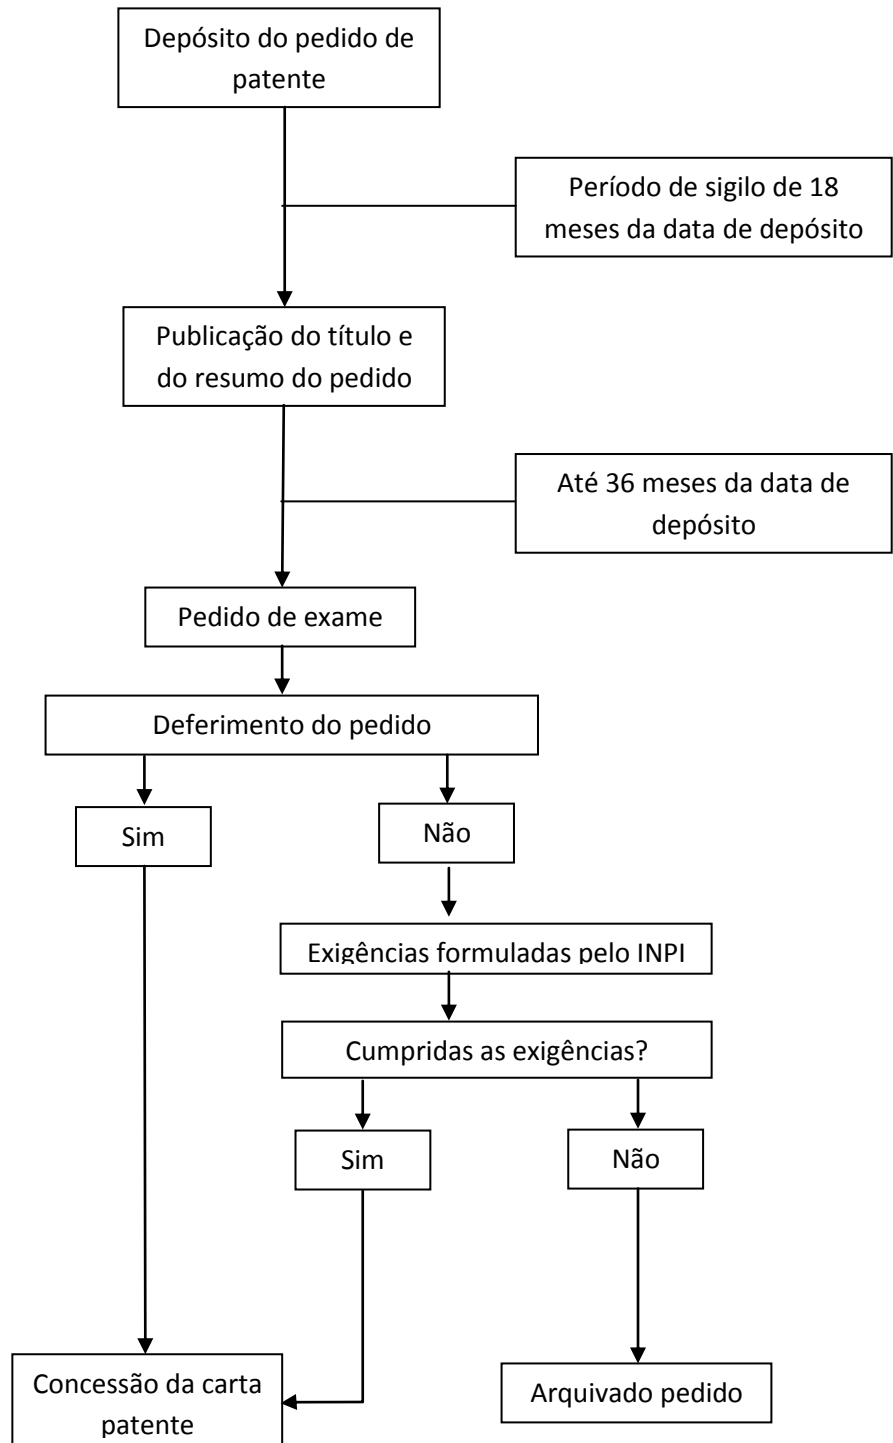 Depósito do pedido de
patente
Período de sigilo de 18
meses da data de depósito
Publicação do título e
do resumo do pedido
Até 36 meses da data de
depósito
Pedido de exame
Deferimento do pedido
Sim
Não
Exigências formuladas pelo INPI
Cumpridas as exigências?
Sim
Não
Concessão da carta
patente
Arquivado pedido